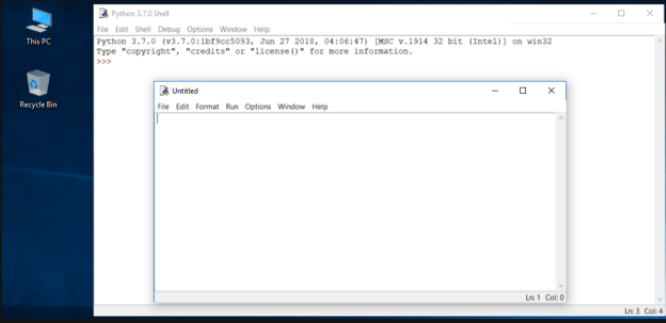 This PC
Recycle Bin
Python 3.7.0 Shell
File Edit Shell Debug Options Window Help
Python 3.7.0 (v3.7.0:1bf9cc5093, Jun 27 2018, 04:06:47) [MSC v.1914 32 bit (Intel)] on win32
Type "copyright", "credits" or "license()" for more information.
>>>
Untitled
File Edit Format Run Options Window Help
Ln: 1 Col: 0
Ln: 3 Col: 4